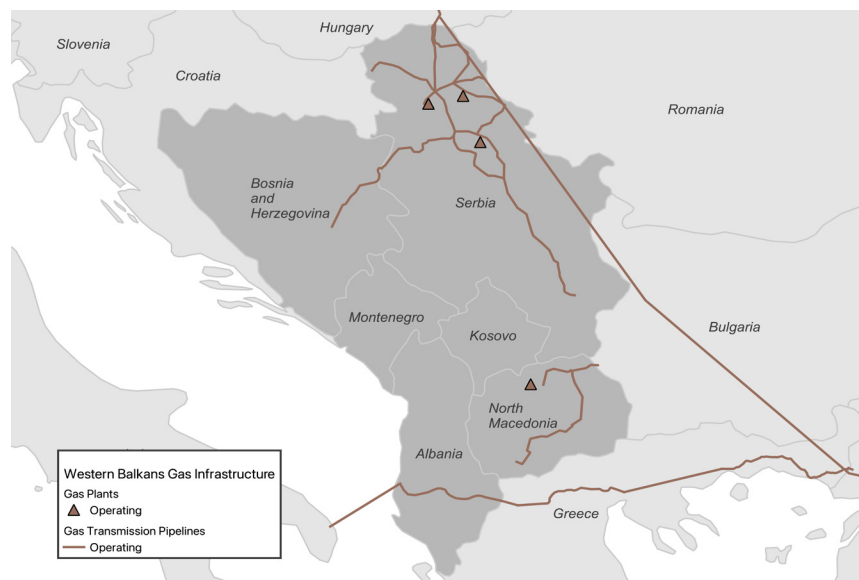 Hungary
Slovenia
Croatia
Romania
Bosnia
and
Herzegovina
Serbia
Montenegro
Kosovo
Bulgaria
North
Macedonia
Albania
Greece
Western Balkans Gas Infrastructure
Gas Plants
Operating
Gas Transmission Pipelines
Operating